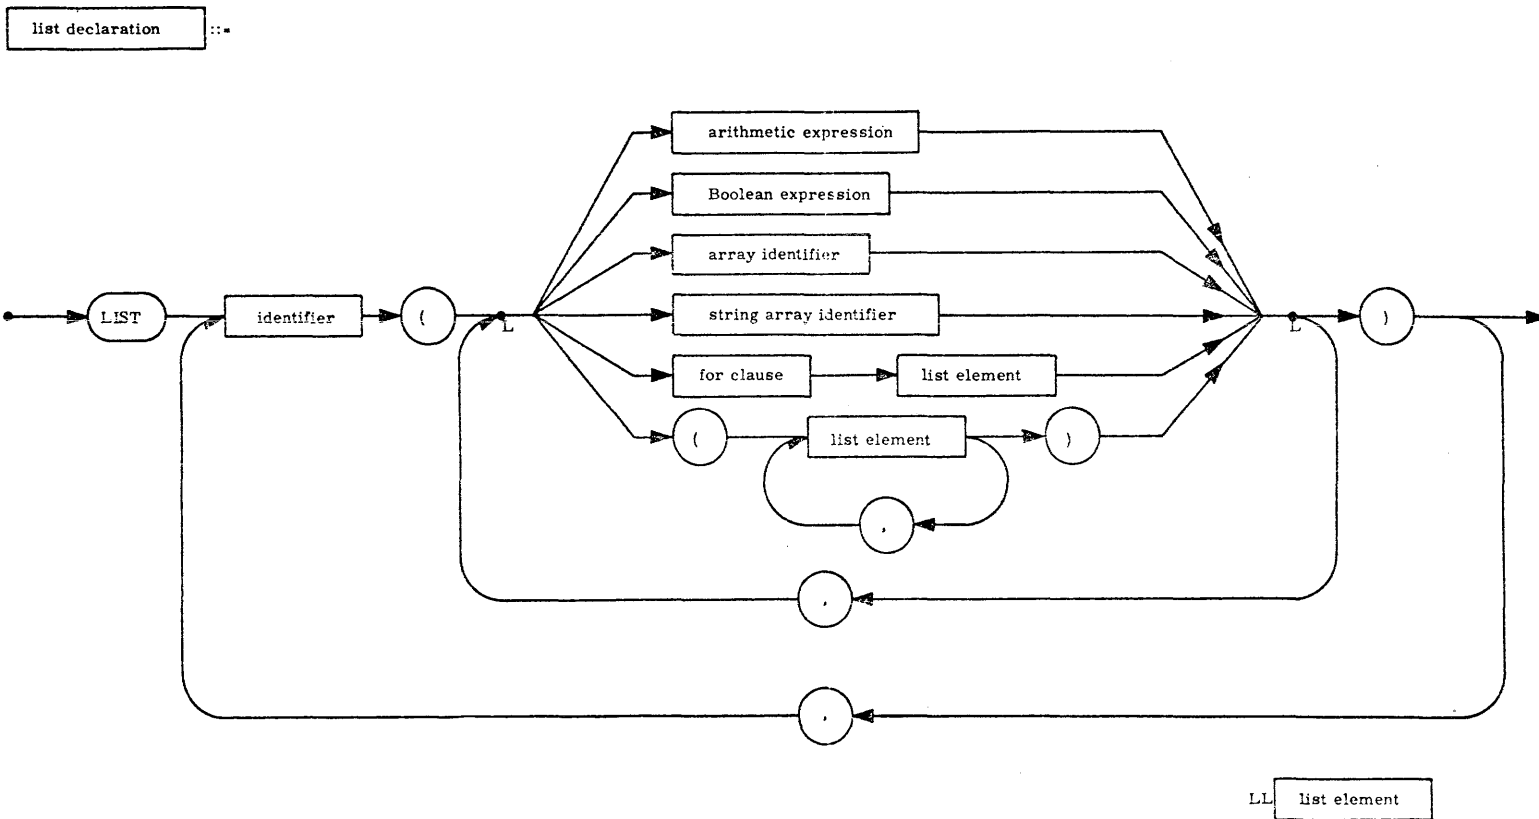 list declaration ::=
arithmetic expression
Boolean expression
array identifier
LIST identifier ( L string array identifier L )
for clause list element
( list element )
,
,
,
LL list element